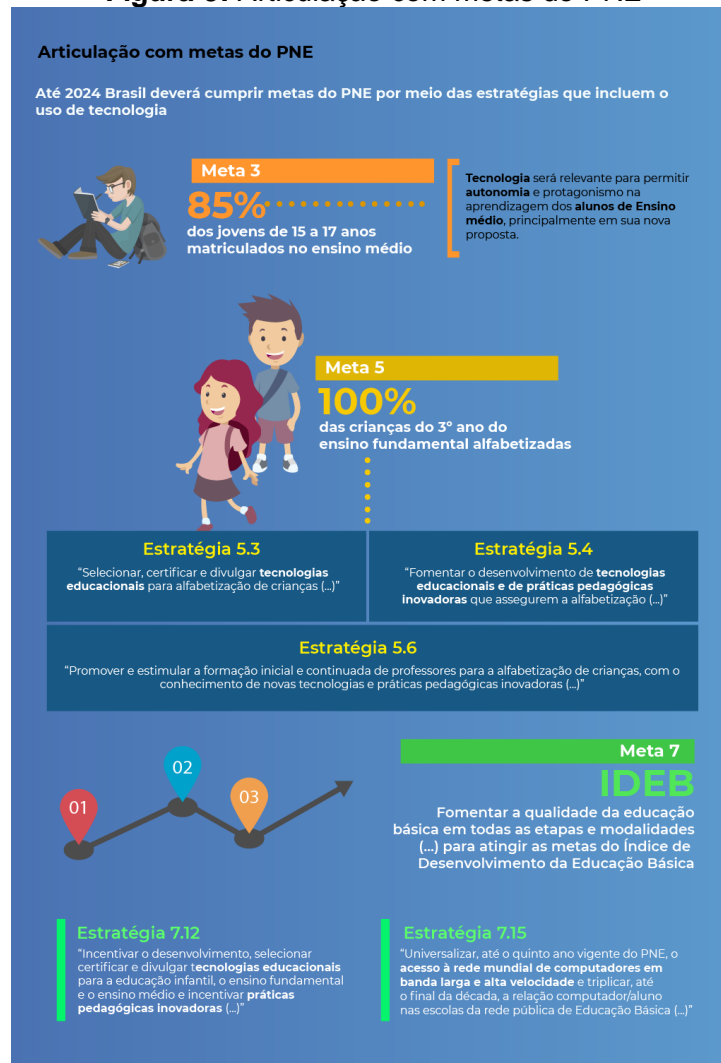 Figura 3: Articulação com metas do PNE
Articulação com metas do PNE
Até 2024 Brasil deverá cumprir metas do PNE por meio das estratégias que incluem o
uso de tecnologia
Meta 3
85%
dos jovens de 15 a 17 anos
matriculados no ensino médio
Tecnologia será relevante para permitir
autonomia e protagonismo na
aprendizagem dos alunos de Ensino
médio, principalmente em sua nova
proposta.
Meta 5
100%
das crianças do 3º ano do
ensino fundamental alfabetizadas
Estratégia 5.3
“Selecionar, certificar e divulgar tecnologias
educacionais para alfabetização de crianças (...)”
Estratégia 5.4
“Fomentar o desenvolvimento de tecnologias
educacionais e de práticas pedagógicas
inovadoras que assegurem a alfabetização (...)”
Estratégia 5.6
“Promover e estimular a formação inicial e continuada de professores para a alfabetização de crianças, com o
conhecimento de novas tecnologias e práticas pedagógicas inovadoras (...)”
01
02
03
Meta 7
IDEB
Fomentar a qualidade da educação
básica em todas as etapas e modalidades
(...) para atingir as metas do Índice de
Desenvolvimento da Educação Básica
Estratégia 7.12
“Incentivar o desenvolvimento, selecionar
certificar e divulgar tecnologias educacionais
para a educação infantil, o ensino fundamental
e o ensino médio e incentivar práticas
pedagógicas inovadoras (...)”
Estratégia 7.15
“Universalizar, até o quinto ano vigente do PNE, o
acesso à rede mundial de computadores em
banda larga e alta velocidade e triplicar, até
o final da década, a relação computador/aluno
nas escolas da rede pública de Educação Básica (...)”